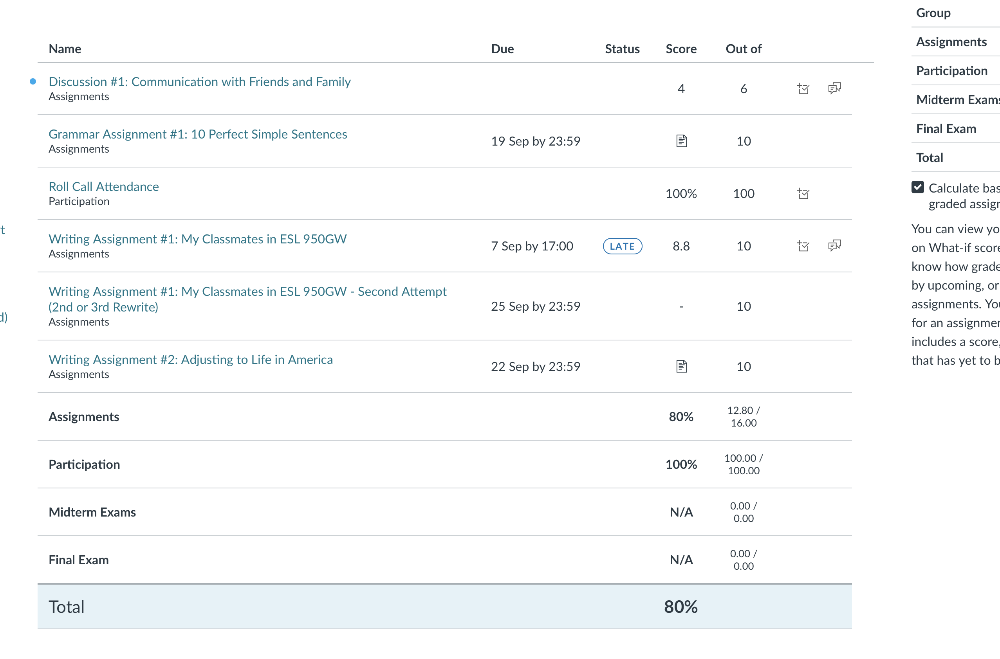 Name Due Status Score Out of
Discussion #1: Communication with Friends and Family
Assignments
4 6
Grammar Assignment #1: 10 Perfect Simple Sentences
Assignments
19 Sep by 23:59 10
Roll Call Attendance
Participation
100% 100
Writing Assignment #1: My Classmates in ESL 950GW
Assignments
7 Sep by 17:00 LATE 8.8 10
Writing Assignment #1: My Classmates in ESL 950GW - Second Attempt
(2nd or 3rd Rewrite)
Assignments
25 Sep by 23:59 - 10
Writing Assignment #2: Adjusting to Life in America
Assignments
22 Sep by 23:59 10
Assignments 80% 12.80 /
16.00
Participation 100% 100.00 /
100.00
Midterm Exams N/A 0.00 /
0.00
Final Exam N/A 0.00 /
0.00
Total 80%
Group
Assignments
Participation
Midterm Exams
Final Exam
Total
Calculate bas
graded assign
You can view yo
on What-if score
know how grade
by upcoming, or
assignments. You
for an assignmen
includes a score,
that has yet to b